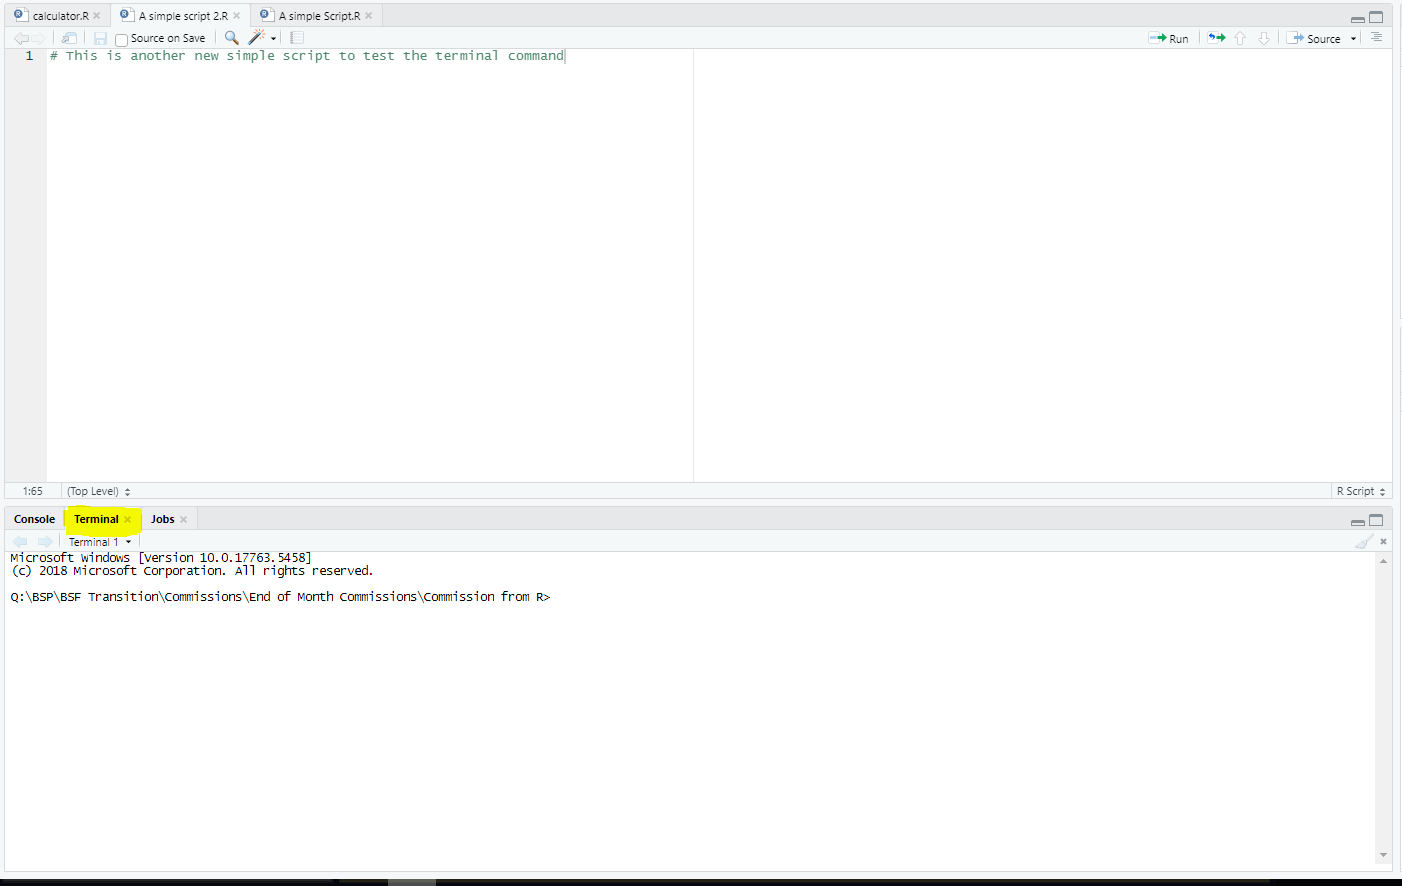 calculator.R A simple script 2.R A simple Script.R
Source on Save Run Source
1 # This is another new simple script to test the terminal command
1:65 (Top Level) R Script
Console Terminal Jobs
Terminal 1
Microsoft Windows [Version 10.0.17763.5458]
(c) 2018 Microsoft Corporation. All rights reserved.
Q:\BSP\BSF Transition\Commissions\End of Month Commissions\Commission from R>